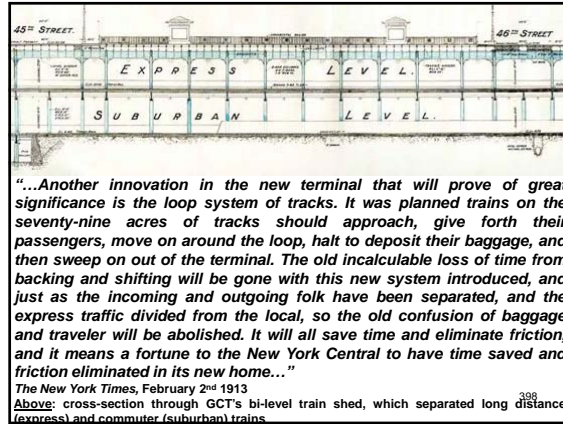 45TH STREET.
46TH STREET.
EXPRESS LEVEL.
SUBURBAN LEVEL.
“…Another innovation in the new terminal that will prove of great
significance is the loop system of tracks. It was planned trains on the
seventy-nine acres of tracks should approach, give forth their
passengers, move on around the loop, halt to deposit their baggage, and
then sweep on out of the terminal. The old incalculable loss of time from
backing and shifting will be gone with this new system introduced, and
just as the incoming and outgoing folk have been separated, and the
express traffic divided from the local, so the old confusion of baggage
and traveler will be abolished. It will all save time and eliminate friction,
and it means a fortune to the New York Central to have time saved and
friction eliminated in its new home…”
The New York Times, February 2nd 1913
398
Above: cross-section through GCT’s bi-level train shed, which separated long distance
(express) and commuter (suburban) trains